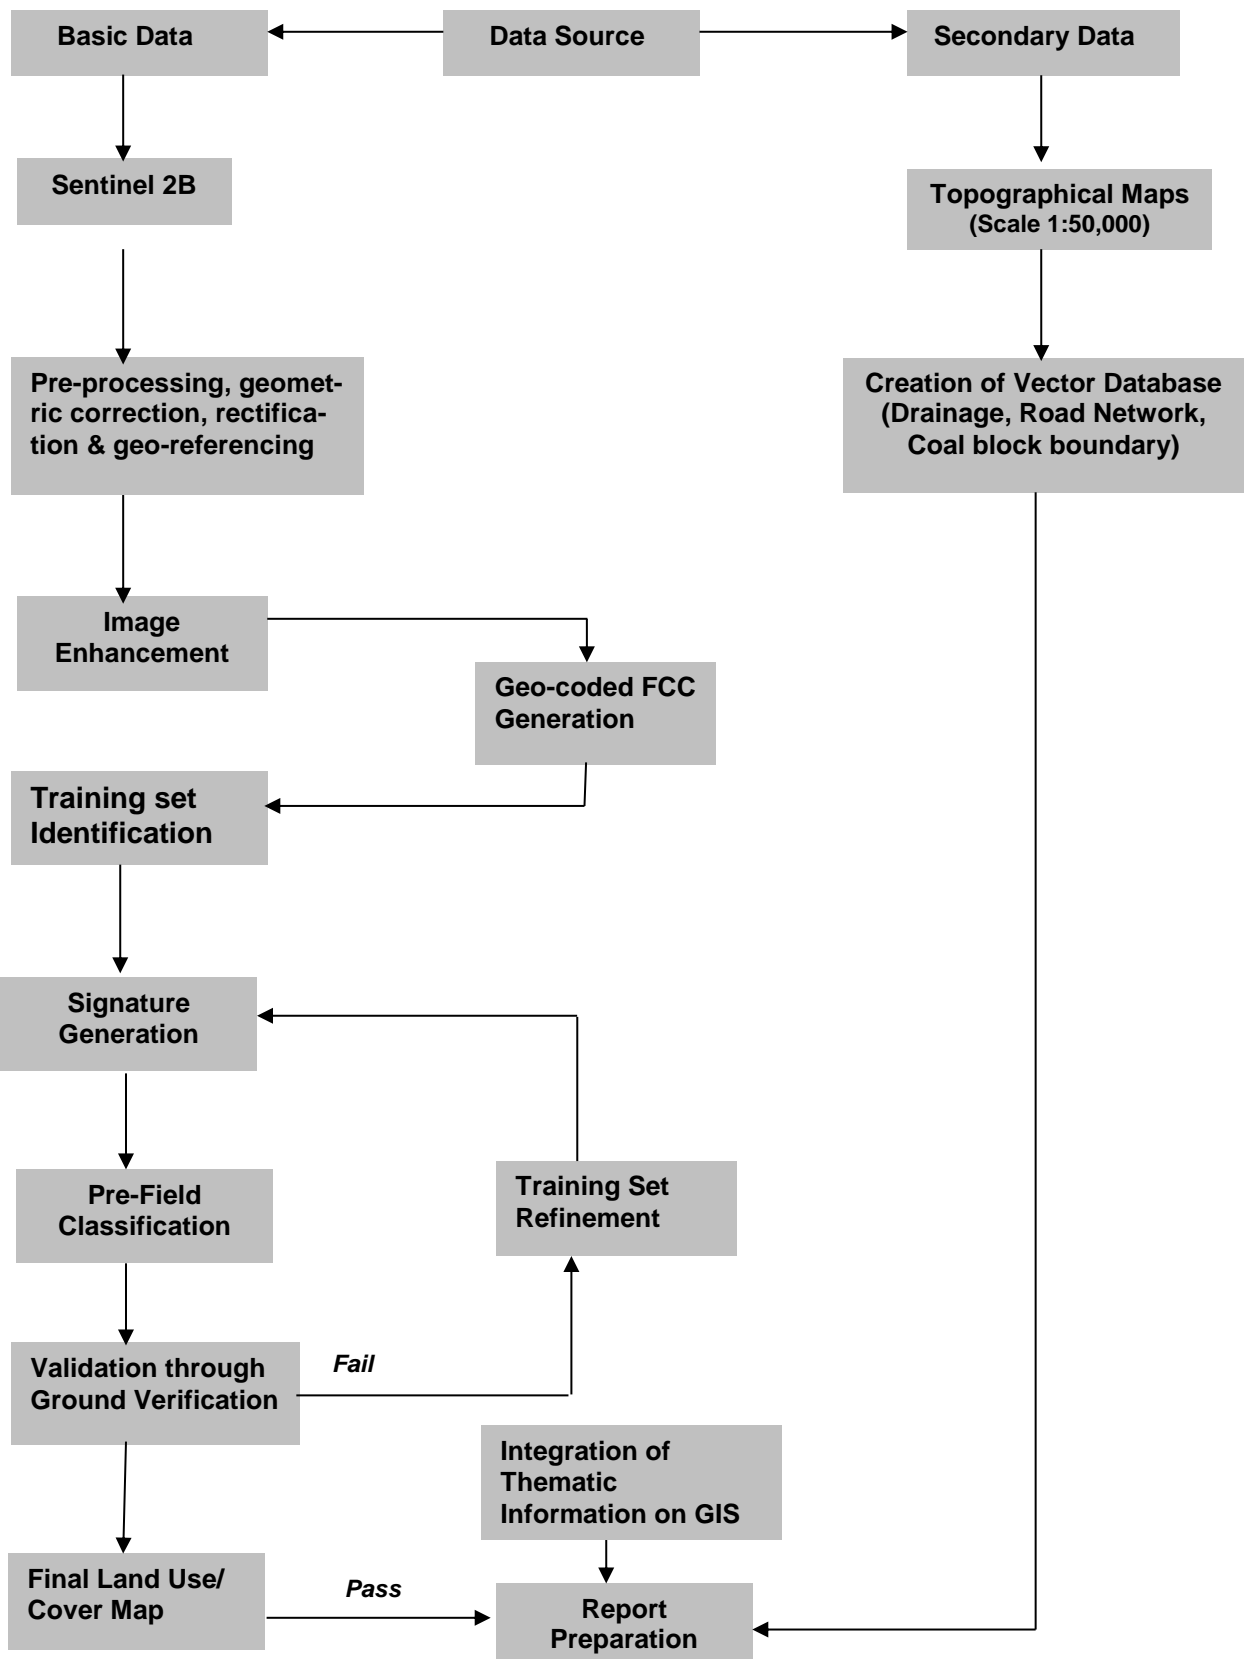 Basic Data
Data Source
Secondary Data
Sentinel 2B
Topographical Maps
(Scale 1:50,000)
Pre-processing, geomet-
ric correction, rectifica-
tion & geo-referencing
Creation of Vector Database
(Drainage, Road Network,
Coal block boundary)
Image
Enhancement
Geo-coded FCC
Generation
Training set
Identification
Signature
Generation
Pre-Field
Classification
Training Set
Refinement
Validation through
Ground Verification
Fail
Integration of
Thematic
Information on GIS
Final Land Use/
Cover Map
Pass
Report
Preparation